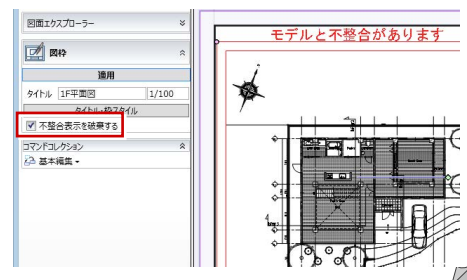 図面エクスプローラー
図枠
適用
タイトル 1F平面図 1/100
タイトル・枠スタイル
不整合表示を破棄する
コマンドコレクション
基本編集
モデルと不整合があります